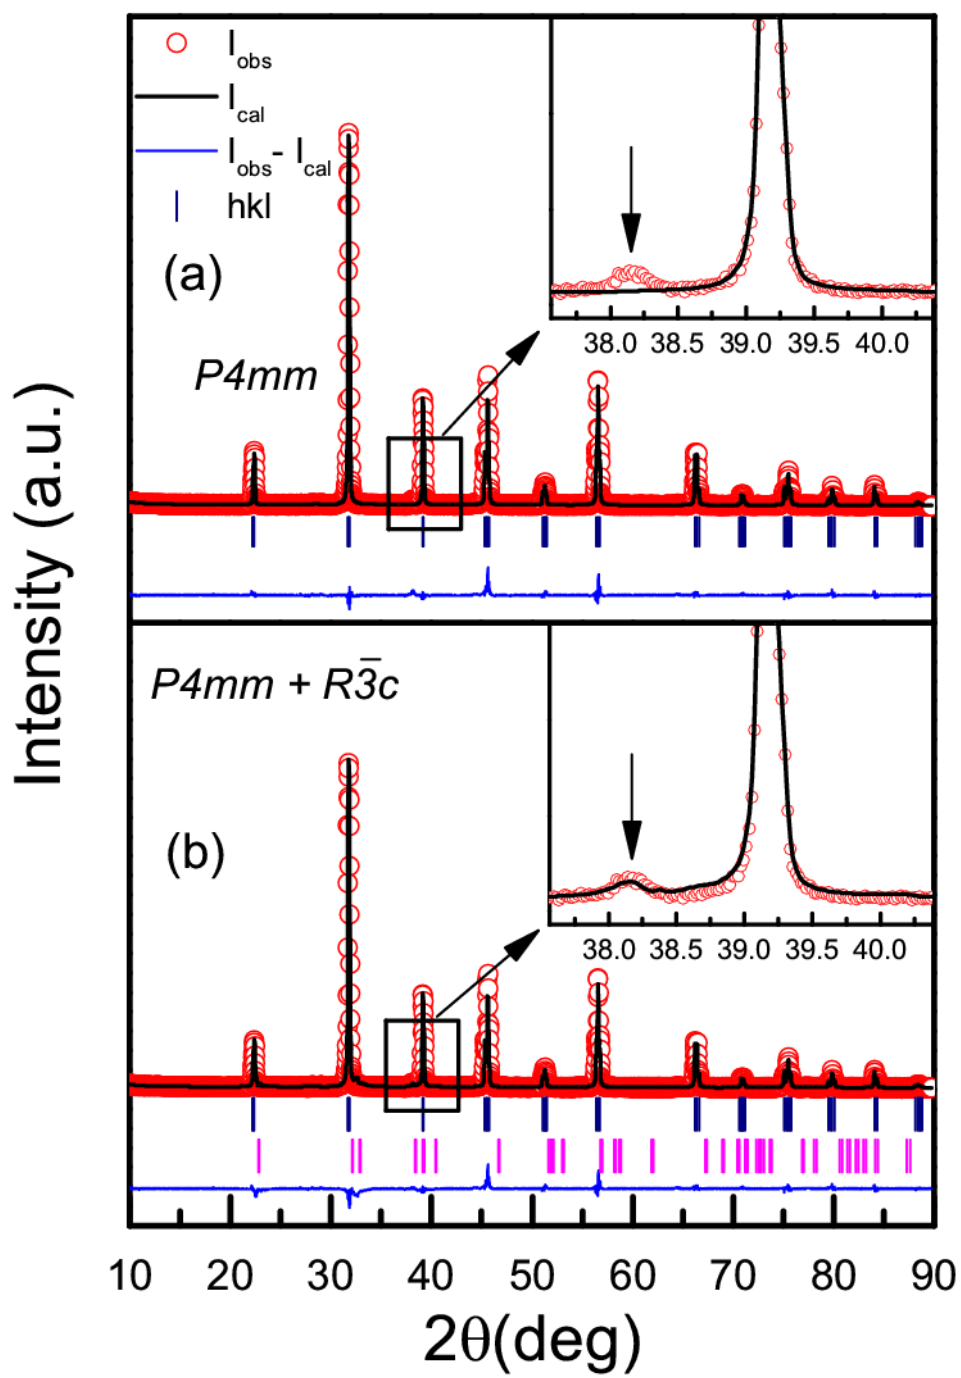 I_obs
I_cal
I_obs - I_cal
hkl
(a)
P4mm
38.0 38.5 39.0 39.5 40.0
Intensity (a.u.)
P4mm + R3̅c
(b)
38.0 38.5 39.0 39.5 40.0
10 20 30 40 50 60 70 80 90
2θ(deg)